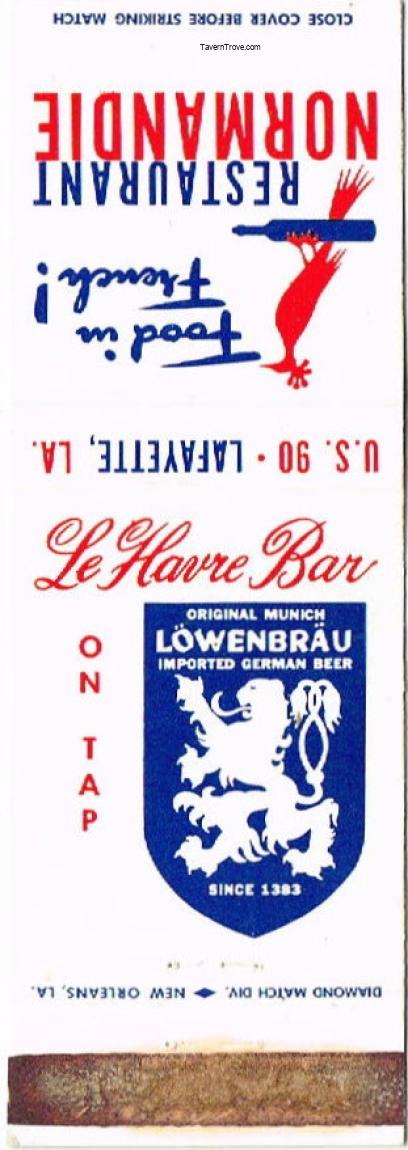 CLOSE COVER BEFORE STRIKING MATCH
TavernTrove.com
NORMANDIE
RESTAURANT
Food in
French!
U.S. 90 • LAFAYETTE, LA.
Le Havre Bar
ON TAP
ORIGINAL MUNICH
LÖWENBRÄU
IMPORTED GERMAN BEER
SINCE 1383
DIAMOND MATCH DIV. ◆ NEW ORLEANS, LA.